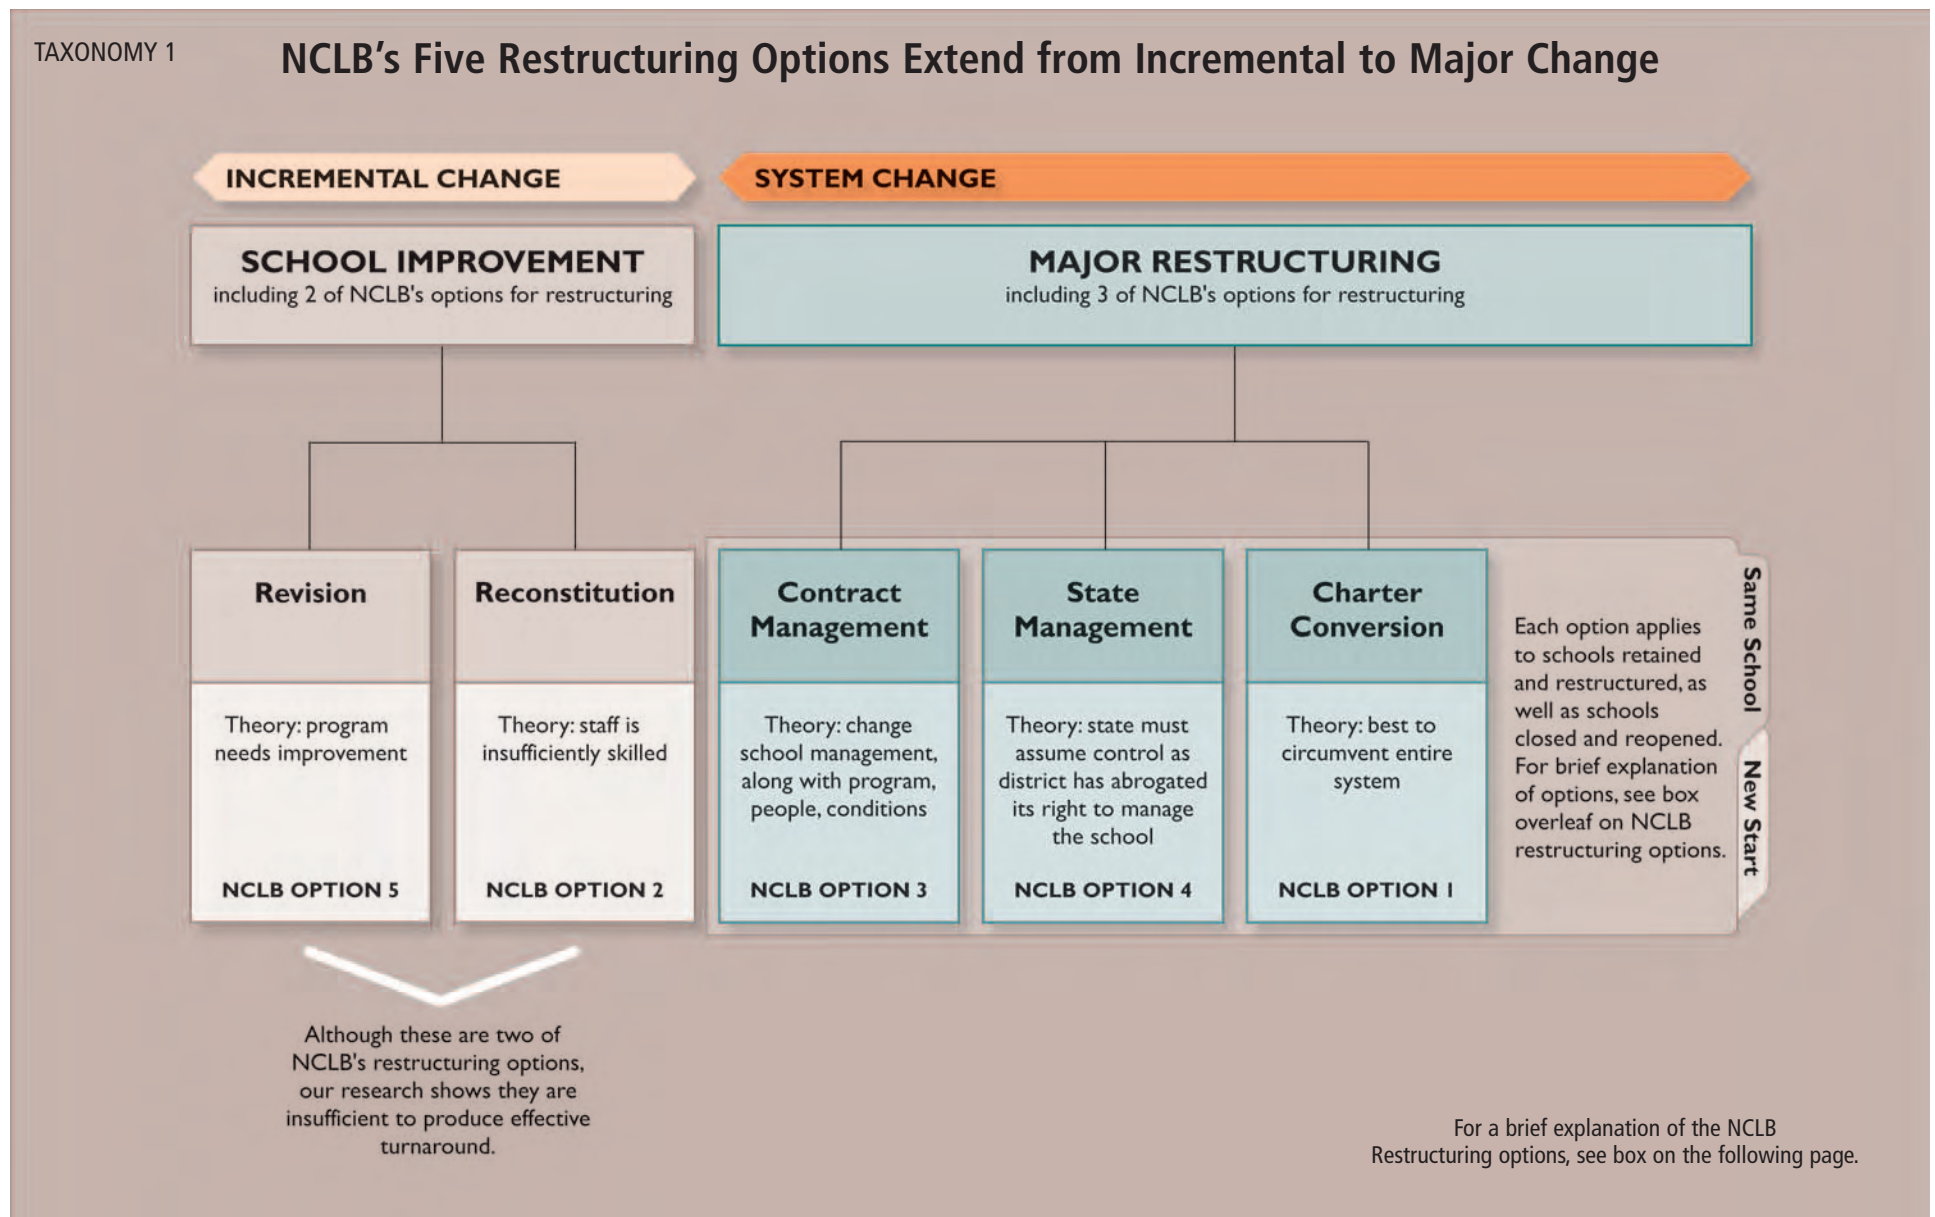 TAXONOMY 1
NCLB’s Five Restructuring Options Extend from Incremental to Major Change
INCREMENTAL CHANGE
SYSTEM CHANGE
SCHOOL IMPROVEMENT
including 2 of NCLB's options for restructuring
MAJOR RESTRUCTURING
including 3 of NCLB's options for restructuring
Revision
Theory: program
needs improvement
NCLB OPTION 5
Reconstitution
Theory: staff is
insufficiently skilled
NCLB OPTION 2
Contract
Management
Theory: change
school management,
along with program,
people, conditions
NCLB OPTION 3
State
Management
Theory: state must
assume control as
district has abrogated
its right to manage
the school
NCLB OPTION 4
Charter
Conversion
Theory: best to
circumvent entire
system
NCLB OPTION 1
Each option applies
to schools retained
and restructured, as
well as schools
closed and reopened.
For brief explanation
of options, see box
overleaf on NCLB
restructuring options.
Same School
New Start
Although these are two of
NCLB's restructuring options,
our research shows they are
insufficient to produce effective
turnaround.
For a brief explanation of the NCLB
Restructuring options, see box on the following page.